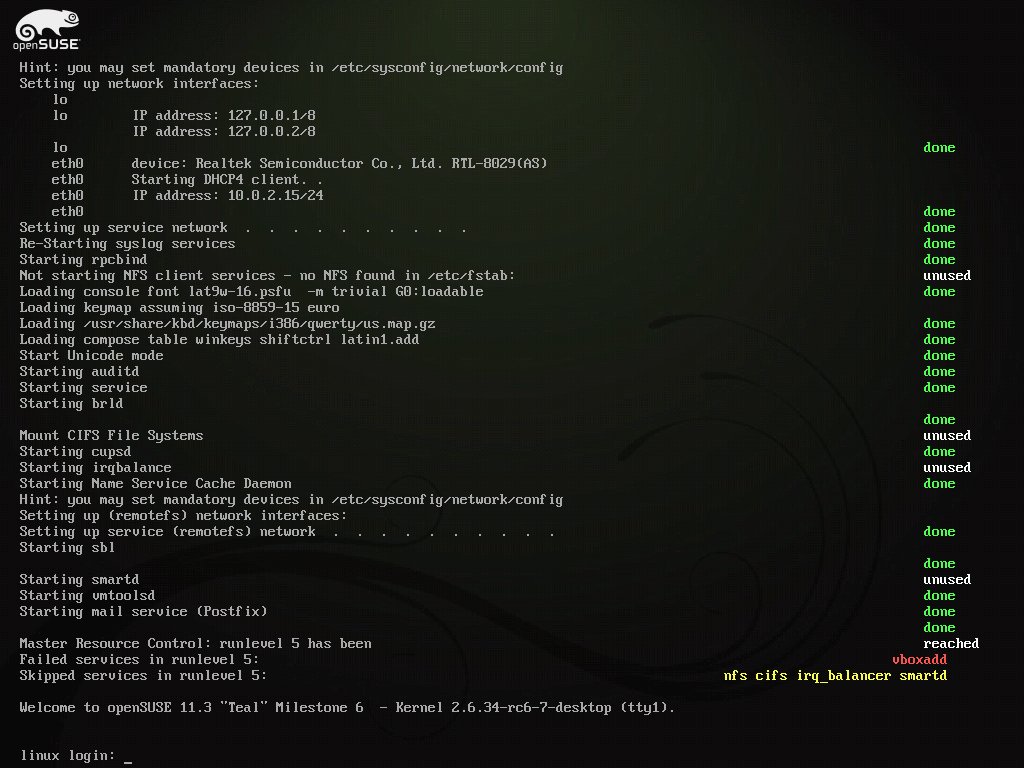 openSUSE
Hint: you may set mandatory devices in /etc/sysconfig/network/config
Setting up network interfaces:
lo
lo IP address: 127.0.0.1/8
IP address: 127.0.0.2/8
lo done
eth0 device: Realtek Semiconductor Co., Ltd. RTL-8029(AS)
eth0 Starting DHCP4 client. .
eth0 IP address: 10.0.2.15/24
eth0 done
Setting up service network . . . . . . . . . . done
Re-Starting syslog services done
Starting rpcbind done
Not starting NFS client services - no NFS found in /etc/fstab: unused
Loading console font lat9w-16.psfu -m trivial G0:loadable done
Loading keymap assuming iso-8859-15 euro
Loading /usr/share/kbd/keymaps/i386/qwerty/us.map.gz done
Loading compose table winkeys shiftctrl latin1.add done
Start Unicode mode done
Starting auditd done
Starting service done
Starting brld
done
Mount CIFS File Systems unused
Starting cupsd done
Starting irqbalance unused
Starting Name Service Cache Daemon done
Hint: you may set mandatory devices in /etc/sysconfig/network/config
Setting up (remotefs) network interfaces:
Setting up service (remotefs) network . . . . . . . . . . done
Starting sbl
done
Starting smartd unused
Starting vmtoolsd done
Starting mail service (Postfix) done
done
Master Resource Control: runlevel 5 has been reached
Failed services in runlevel 5: vboxadd
Skipped services in runlevel 5: nfs cifs irq_balancer smartd
Welcome to openSUSE 11.3 "Teal" Milestone 6 - Kernel 2.6.34-rc6-7-desktop (tty1).
linux login: _